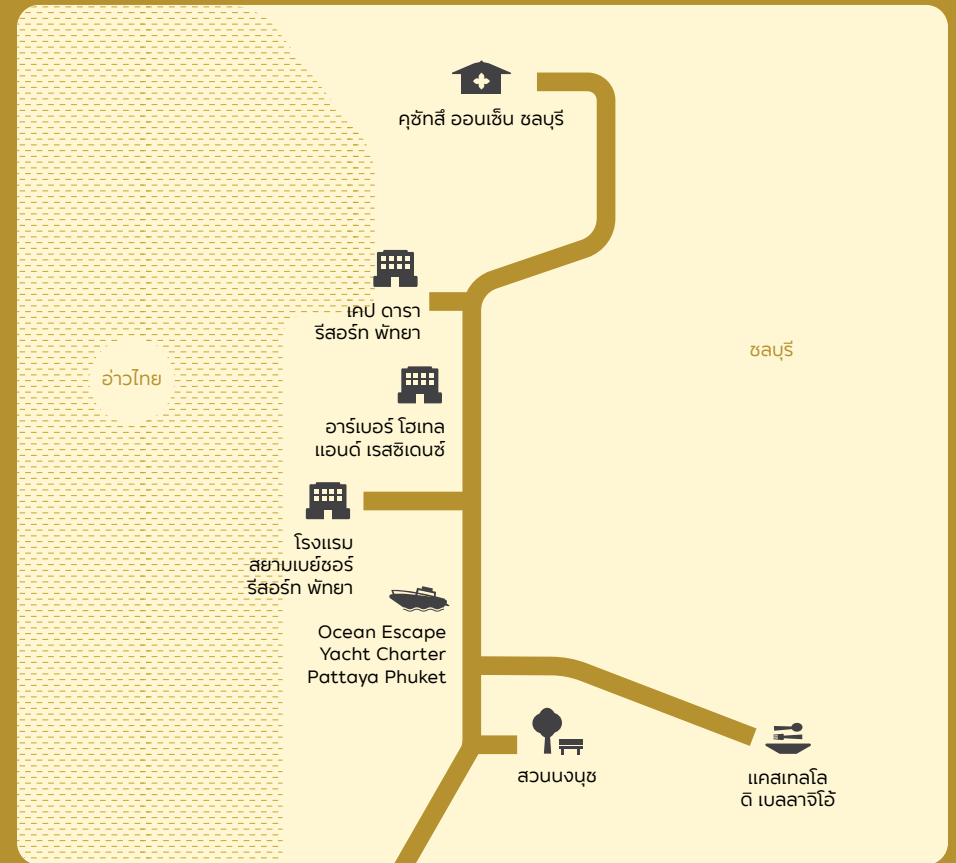 คุซัทสึ ออนเซ็น ชลบุรี
เคป ดารา
รีสอร์ท พัทยา
ชลบุรี
อ่าวไทย
อาร์เบอร์ โฮเทล
แอนด์ เรสซิเดนซ์
โรงแรม
สยามเบย์ชอร์
รีสอร์ท พัทยา
Ocean Escape
Yacht Charter
Pattaya Phuket
สวนนงนุช
แคสเทลโล
ดิ เบลลาจิโอ้